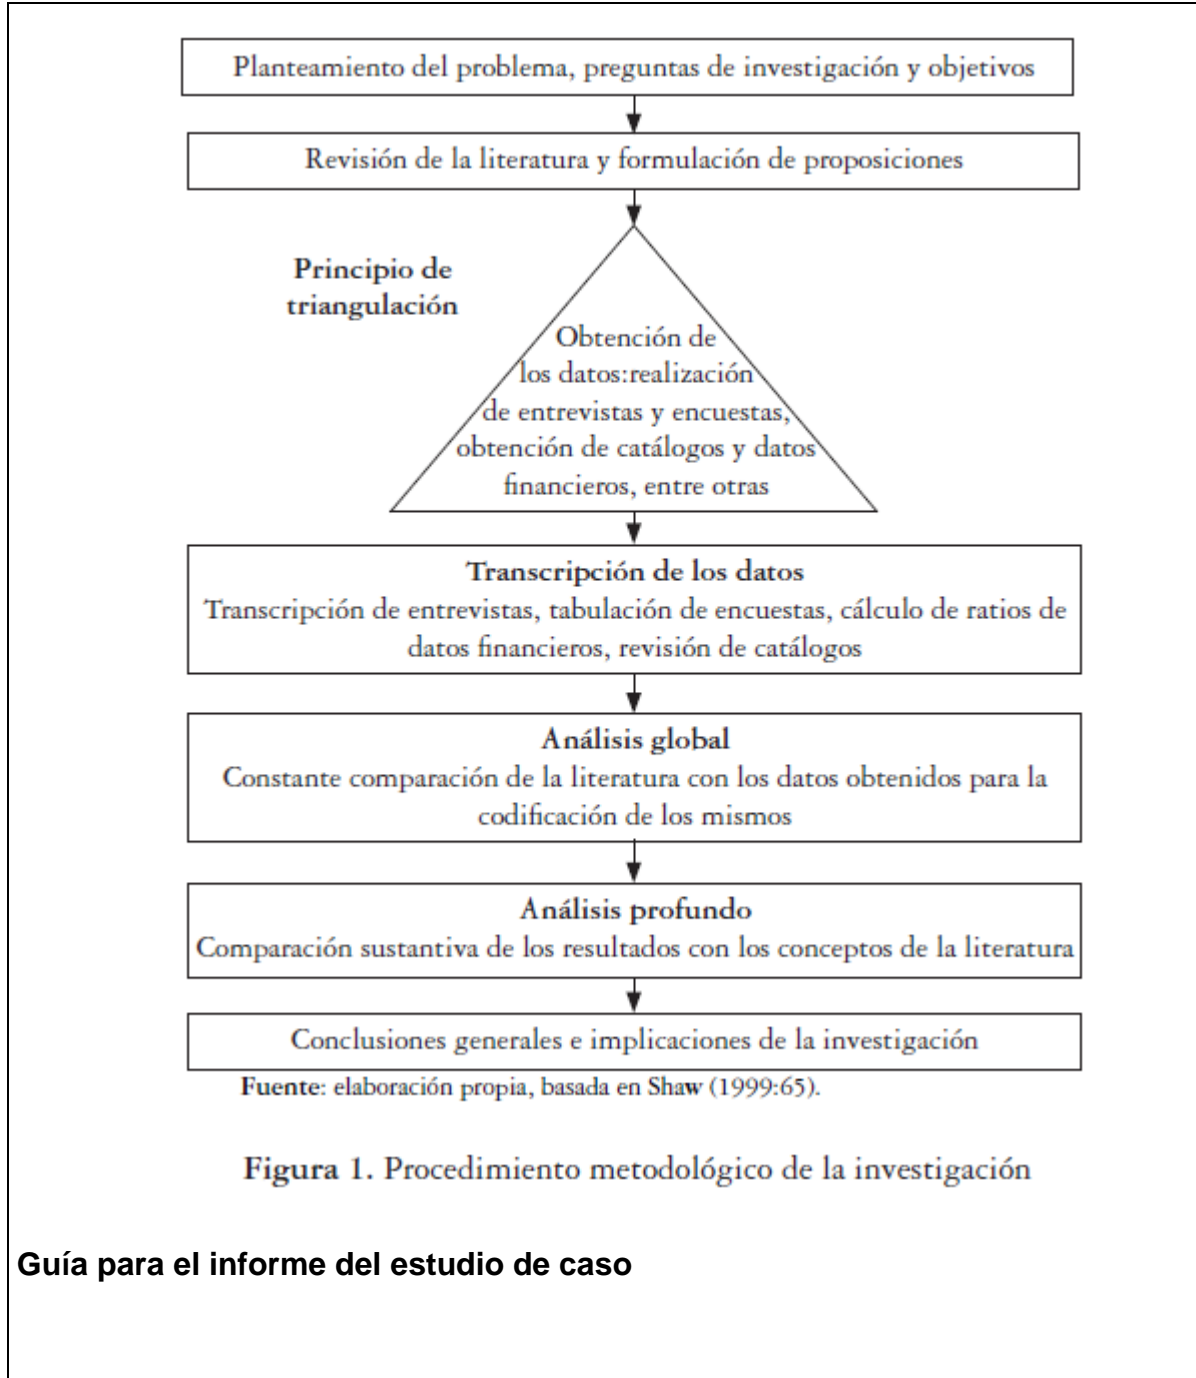 Planteamiento del problema, preguntas de investigación y objetivos
Revisión de la literatura y formulación de proposiciones
Principio de
triangulación
Obtención de
los datos:realización
de entrevistas y encuestas,
obtención de catálogos y datos
financieros, entre otras
Transcripción de los datos
Transcripción de entrevistas, tabulación de encuestas, cálculo de ratios de
datos financieros, revisión de catálogos
Análisis global
Constante comparación de la literatura con los datos obtenidos para la
codificación de los mismos
Análisis profundo
Comparación sustantiva de los resultados con los conceptos de la literatura
Conclusiones generales e implicaciones de la investigación
Fuente: elaboración propia, basada en Shaw (1999:65).
Figura 1. Procedimiento metodológico de la investigación
Guía para el informe del estudio de caso